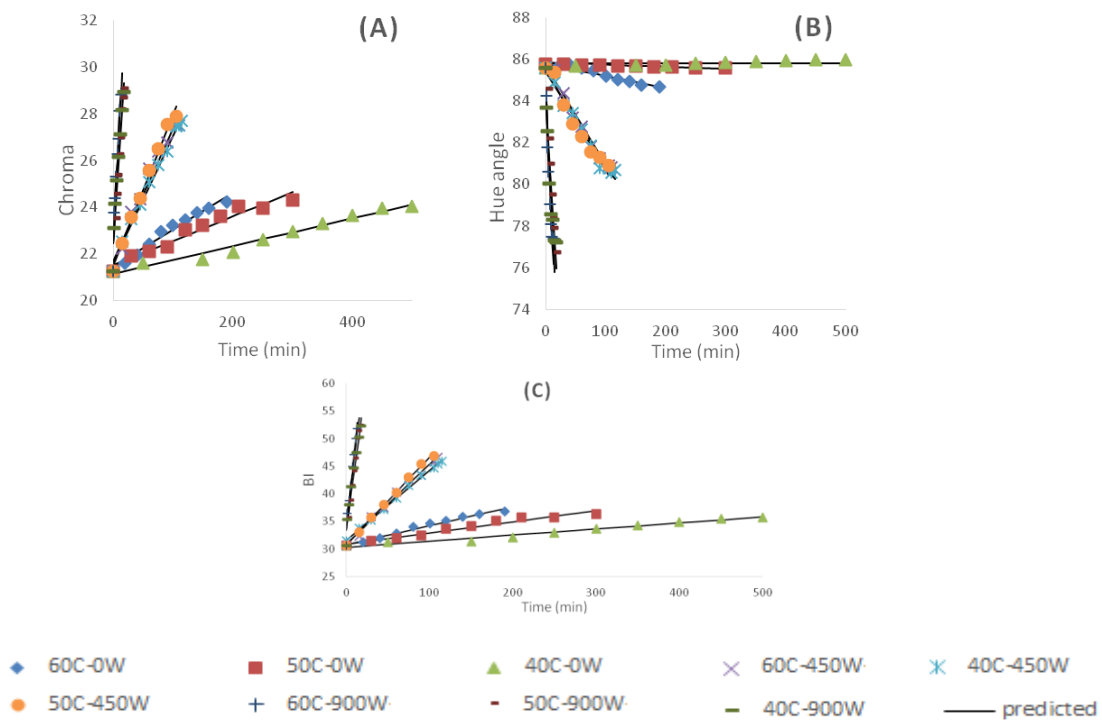 (A)
32
30
28
26
24
22
20
Chroma
0 200 400
Time (min)
(B)
88
86
84
82
80
78
76
74
Hue angle
0 100 200 300 400 500
Time (min)
(C)
60
55
50
45
40
35
30
25
BI
0 100 200 300 400 500
Time (min)
60C-0W 50C-0W 40C-0W 60C-450W 40C-450W
50C-450W 60C-900W 50C-900W 40C-900W predicted